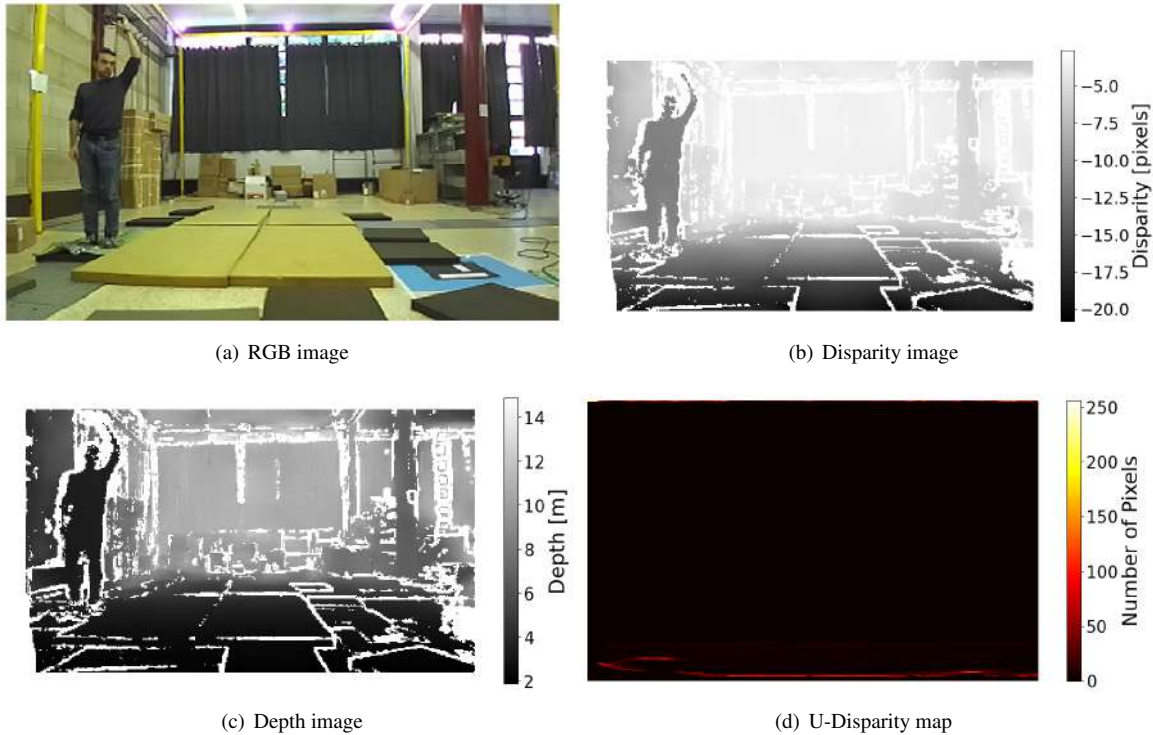 −5.0
−7.5
−10.0
−12.5
−15.0
−17.5
−20.0
Disparity [pixels]
(a) RGB image
(b) Disparity image
14
12
10
8
6
4
2
Depth [m]
250
200
150
100
50
0
Number of Pixels
(c) Depth image
(d) U-Disparity map